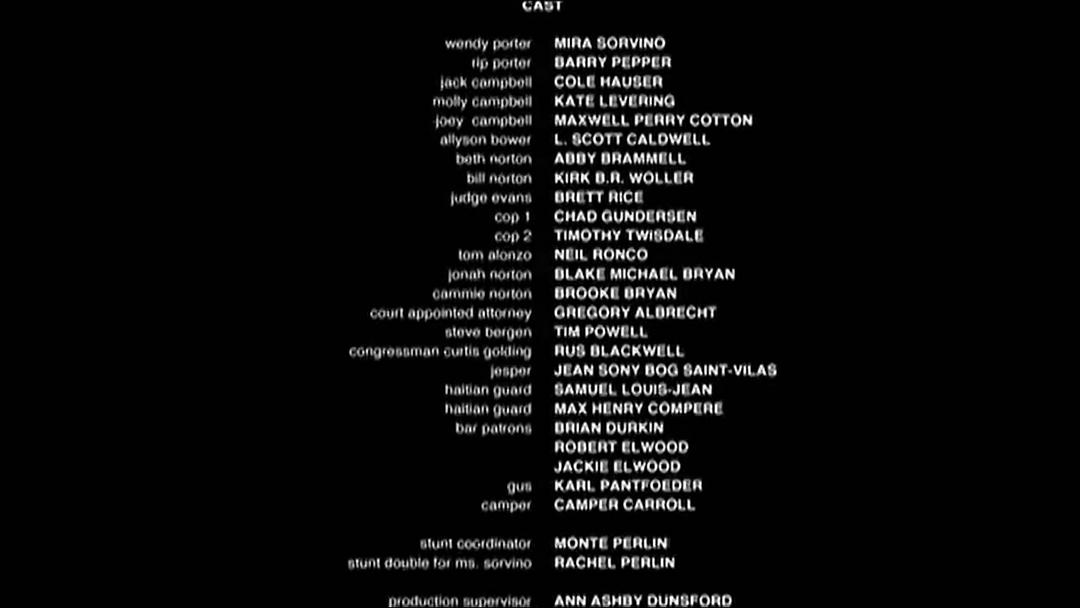 CAST
wendy porter MIRA SORVINO
rip porter BARRY PEPPER
jack campbell COLE HAUSER
molly campbell KATE LEVERING
joey campbell MAXWELL PERRY COTTON
allyson bower L. SCOTT CALDWELL
beth norton ABBY BRAMMELL
bill norton KIRK B.R. WOLLER
judge evans BRETT RICE
cop 1 CHAD GUNDERSEN
cop 2 TIMOTHY TWISDALE
tom alonzo NEIL RONCO
jonah norton BLAKE MICHAEL BRYAN
cammie norton BROOKE BRYAN
court appointed attorney GREGORY ALBRECHT
steve bergen TIM POWELL
congressman curtis golding RUS BLACKWELL
jesper JEAN SONY BOG SAINT-VILAS
haitian guard SAMUEL LOUIS-JEAN
haitian guard MAX HENRY COMPERE
bar patrons BRIAN DURKIN
ROBERT ELWOOD
JACKIE ELWOOD
gus KARL PANTFOEDER
camper CAMPER CARROLL
stunt coordinator MONTE PERLIN
stunt double for ms. sorvino RACHEL PERLIN
production supervisor ANN ASHBY DUNSFORD